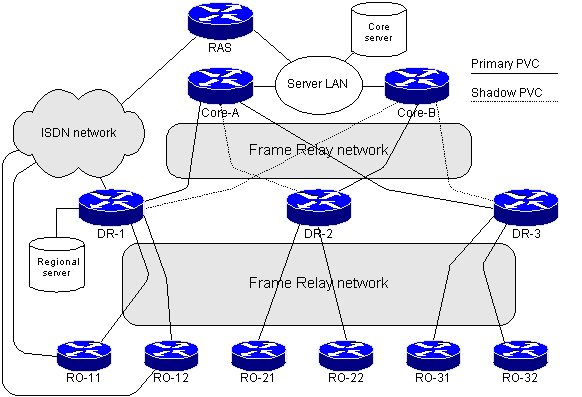 Core
server
RAS
Primary PVC
Server LAN
Shadow PVC
Core-A
Core-B
ISDN network
Frame Relay network
DR-1
DR-2
DR-3
Regional
server
Frame Relay network
RO-11
RO-12
RO-21
RO-22
RO-31
RO-32